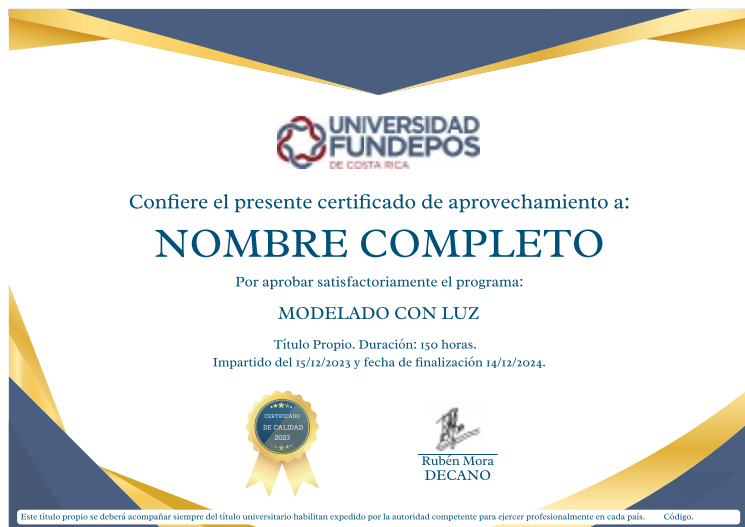 UNIVERSIDAD
FUNDEPOS
DE COSTA RICA
Confiere el presente certificado de aprovechamiento a:
NOMBRE COMPLETO
Por aprobar satisfactoriamente el programa:
MODELADO CON LUZ
Título Propio. Duración: 150 horas.
Impartido del 15/12/2023 y fecha de finalización 14/12/2024.
CERTIFICADO
DE CALIDAD
2023
Rubén Mora
DECANO
Este título propio se deberá acompañar siempre del título universitario habilitan expedido por la autoridad competente para ejercer profesionalmente en cada país. Código.